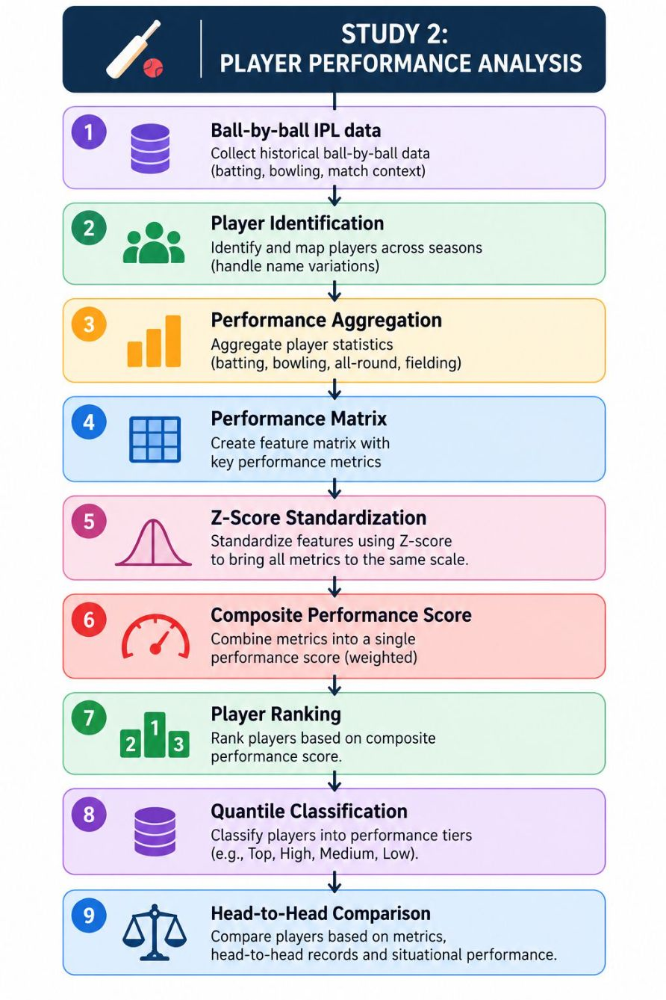 STUDY 2:
PLAYER PERFORMANCE ANALYSIS
1
Ball-by-ball IPL data
Collect historical ball-by-ball data
(batting, bowling, match context)
2
Player Identification
Identify and map players across seasons
(handle name variations)
3
Performance Aggregation
Aggregate player statistics
(batting, bowling, all-round, fielding)
4
Performance Matrix
Create feature matrix with
key performance metrics
5
Z-Score Standardization
Standardize features using Z-score
to bring all metrics to the same scale.
6
Composite Performance Score
Combine metrics into a single
performance score (weighted)
7
2 1 3
Player Ranking
Rank players based on composite
performance score.
8
Quantile Classification
Classify players into performance tiers
(e.g., Top, High, Medium, Low).
9
Head-to-Head Comparison
Compare players based on metrics,
head-to-head records and situational performance.